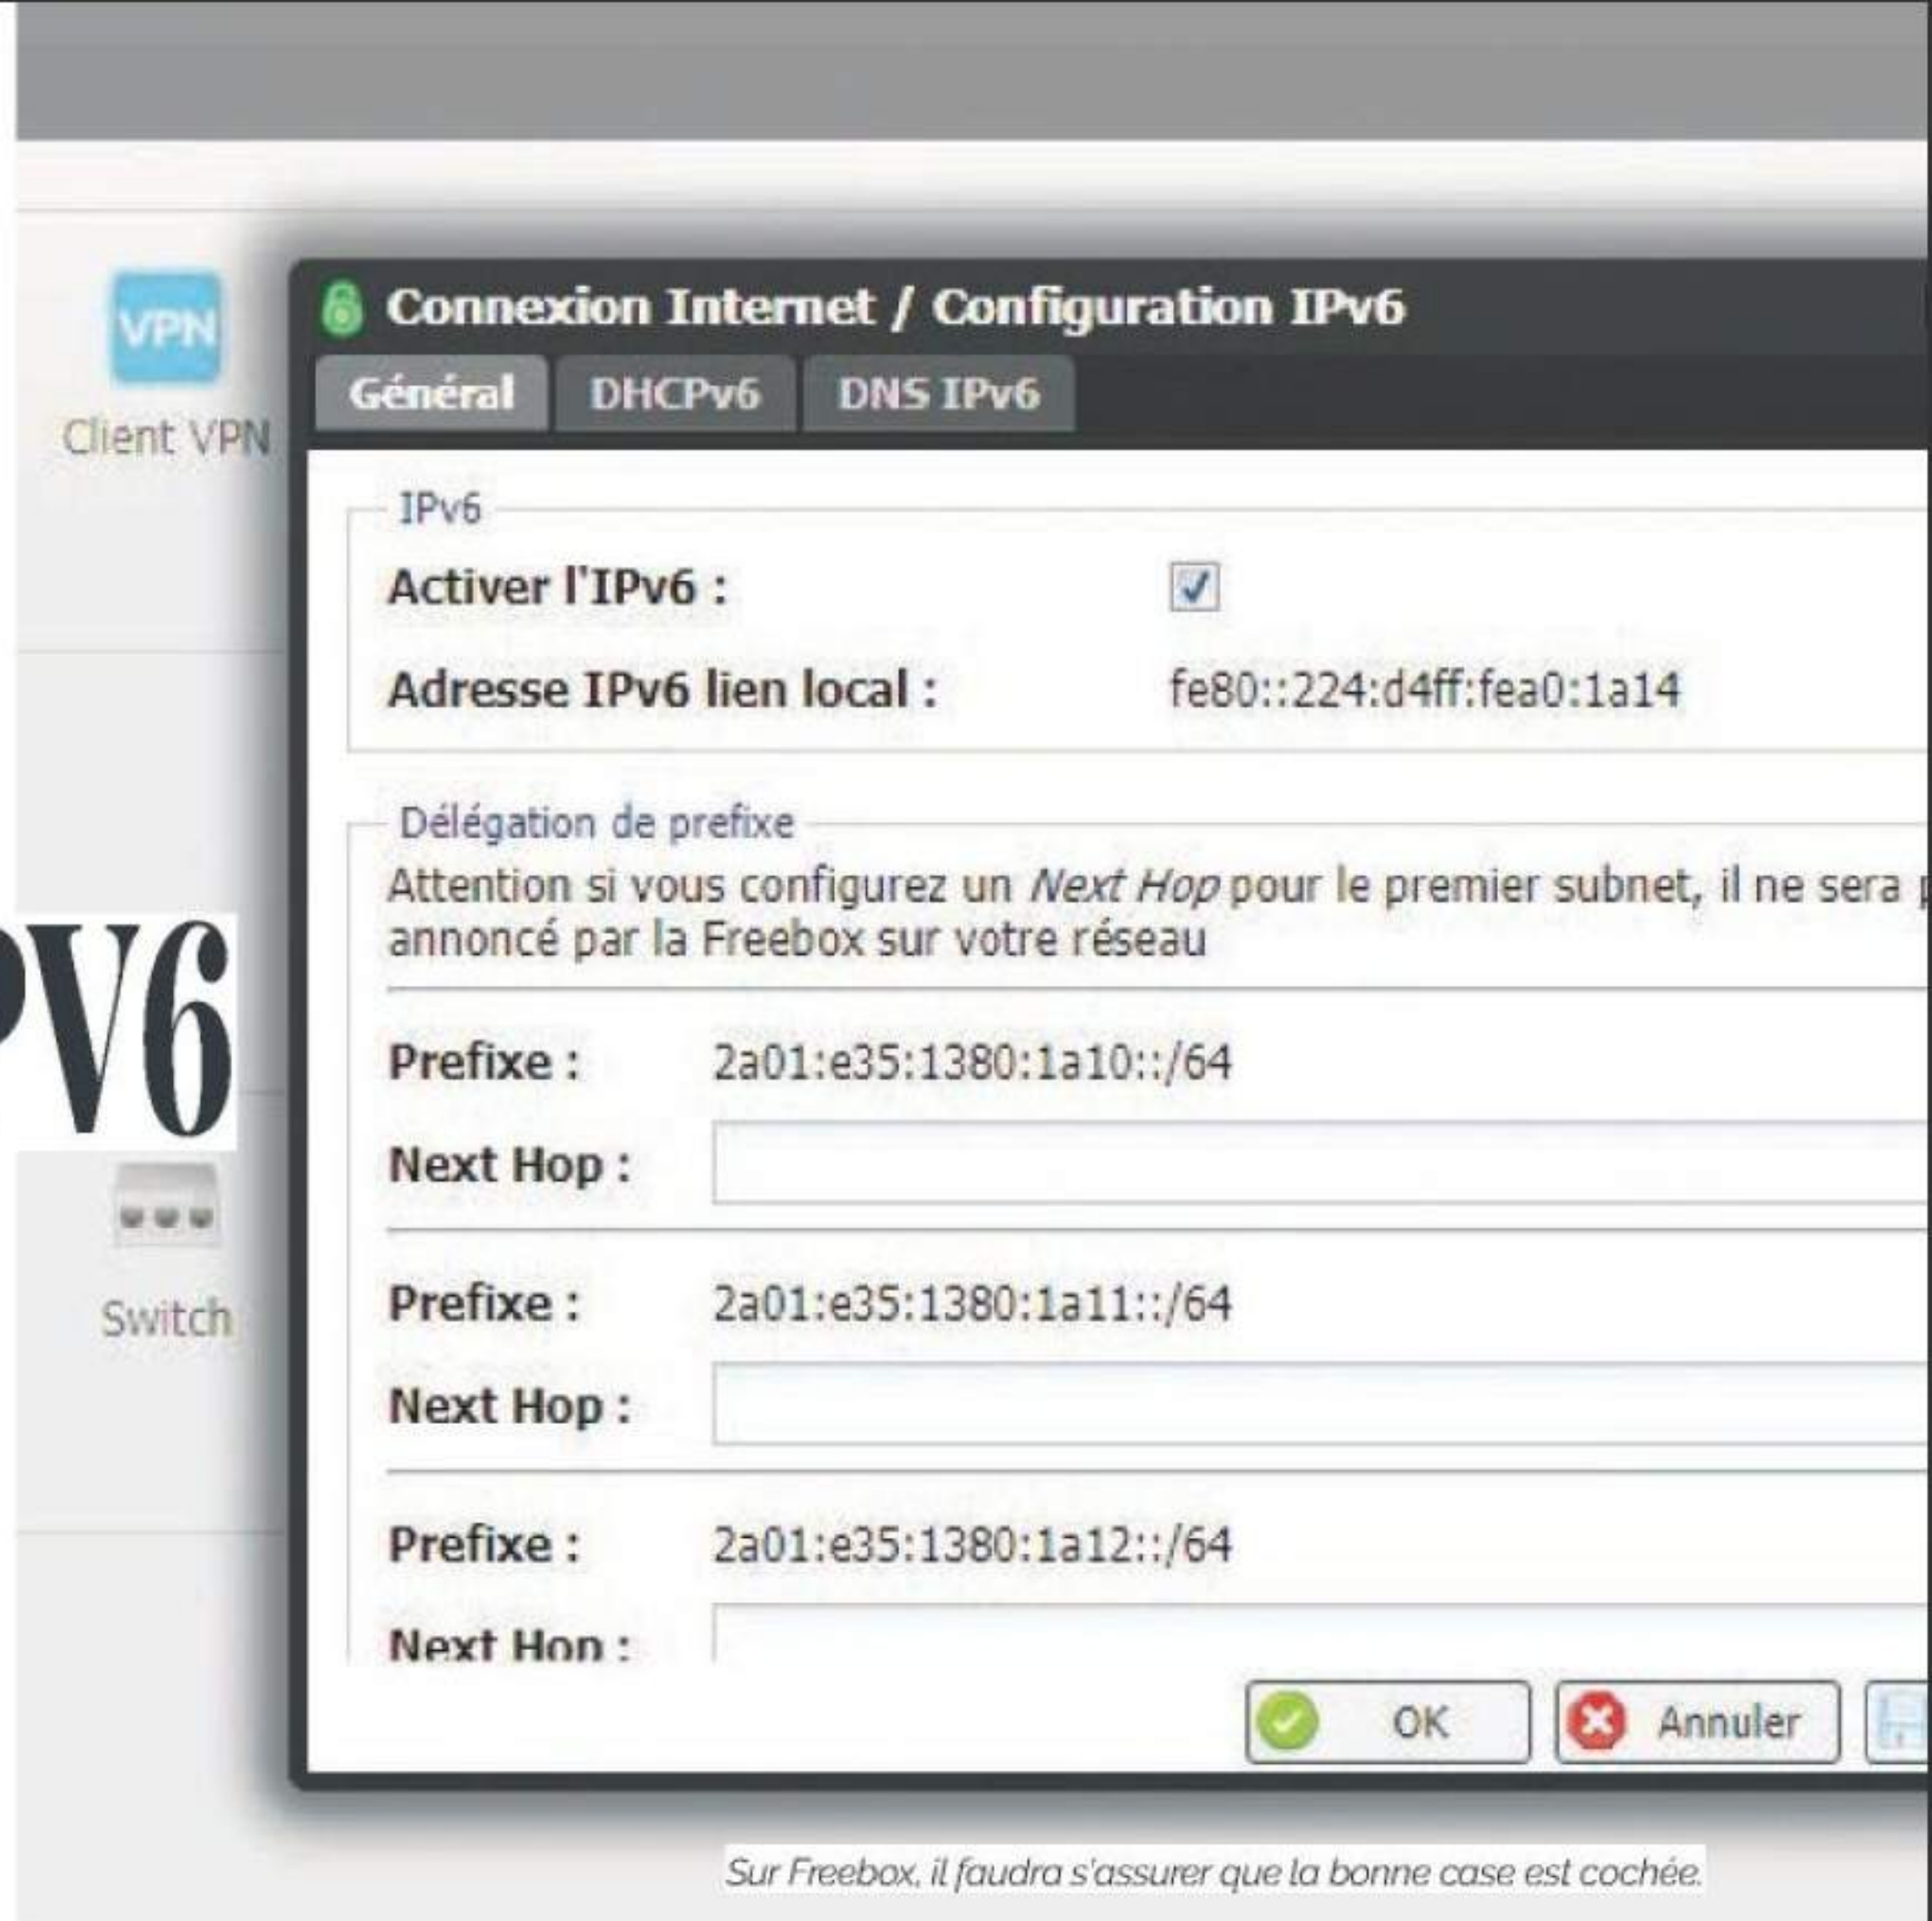 VPN
Client VPN
Connexion Internet / Configuration IPv6
Général DHCPv6 DNS IPv6
IPv6
Activer l'IPv6 :
Adresse IPv6 lien local : fe80::224:d4ff:fea0:1a14
Délégation de prefixe
Attention si vous configurez un Next Hop pour le premier subnet, il ne sera
annoncé par la Freebox sur votre réseau
PV6
Prefixe : 2a01:e35:1380:1a10::/64
Next Hop :
Switch
Prefixe : 2a01:e35:1380:1a11::/64
Next Hop :
Prefixe : 2a01:e35:1380:1a12::/64
Next Hop :
OK Annuler
Sur Freebox, il faudra s'assurer que la bonne case est cochée.